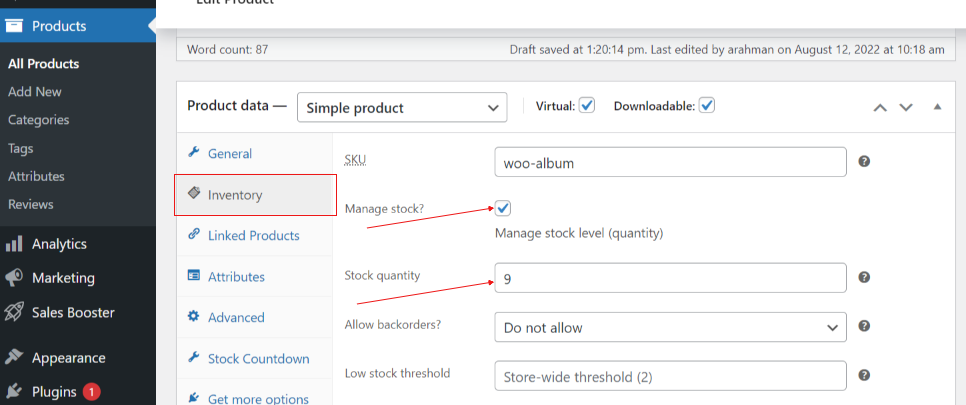 Edit Product
Products
All Products
Add New
Categories
Tags
Attributes
Reviews
Analytics
Marketing
Sales Booster
Appearance
Plugins 1
Word count: 87
Draft saved at 1:20:14 pm. Last edited by arahman on August 12, 2022 at 10:18 am
Product data — Simple product Virtual: Downloadable:
General
Inventory
Linked Products
Attributes
Advanced
Stock Countdown
Get more options
SKU woo-album
Manage stock?
Manage stock level (quantity)
Stock quantity 9
Allow backorders? Do not allow
Low stock threshold Store-wide threshold (2)